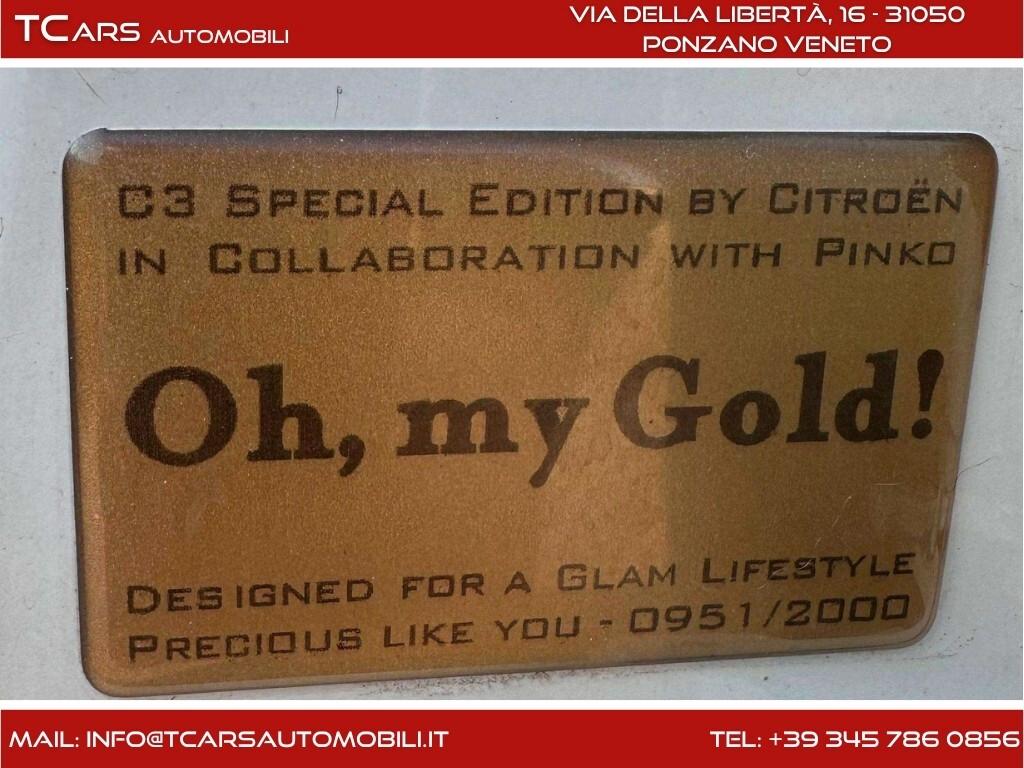 TCARS AUTOMOBILI
VIA DELLA LIBERTÀ, 16 - 31050
PONZANO VENETO
C3 SPECIAL EDITION BY CITROËN
IN COLLABORATION WITH PINKO
Oh, my Gold!
DESIGNED FOR A GLAM LIFESTYLE
PRECIOUS LIKE YOU - 0951/2000
MAIL: INFO@TCARSAUTOMOBILI.IT
TEL: +39 345 786 0856